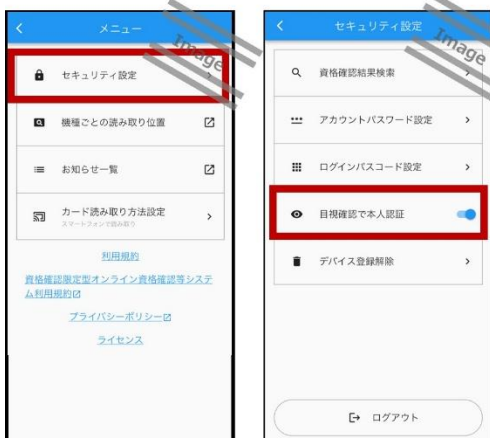 メニュー
セキュリティ設定
機種ごとの読み取り位置
お知らせ一覧
カード読み取り方法設定
スマートフォンで読み取り
利用規約
資格確認限定型オンライン資格確認等システ
ム利用規約
プライバシーポリシー
ライセンス
Image
セキュリティ設定
資格確認結果検索
アカウントパスワード設定
ログインパスコード設定
目視確認で本人認証
デバイス登録解除
ログアウト
Image